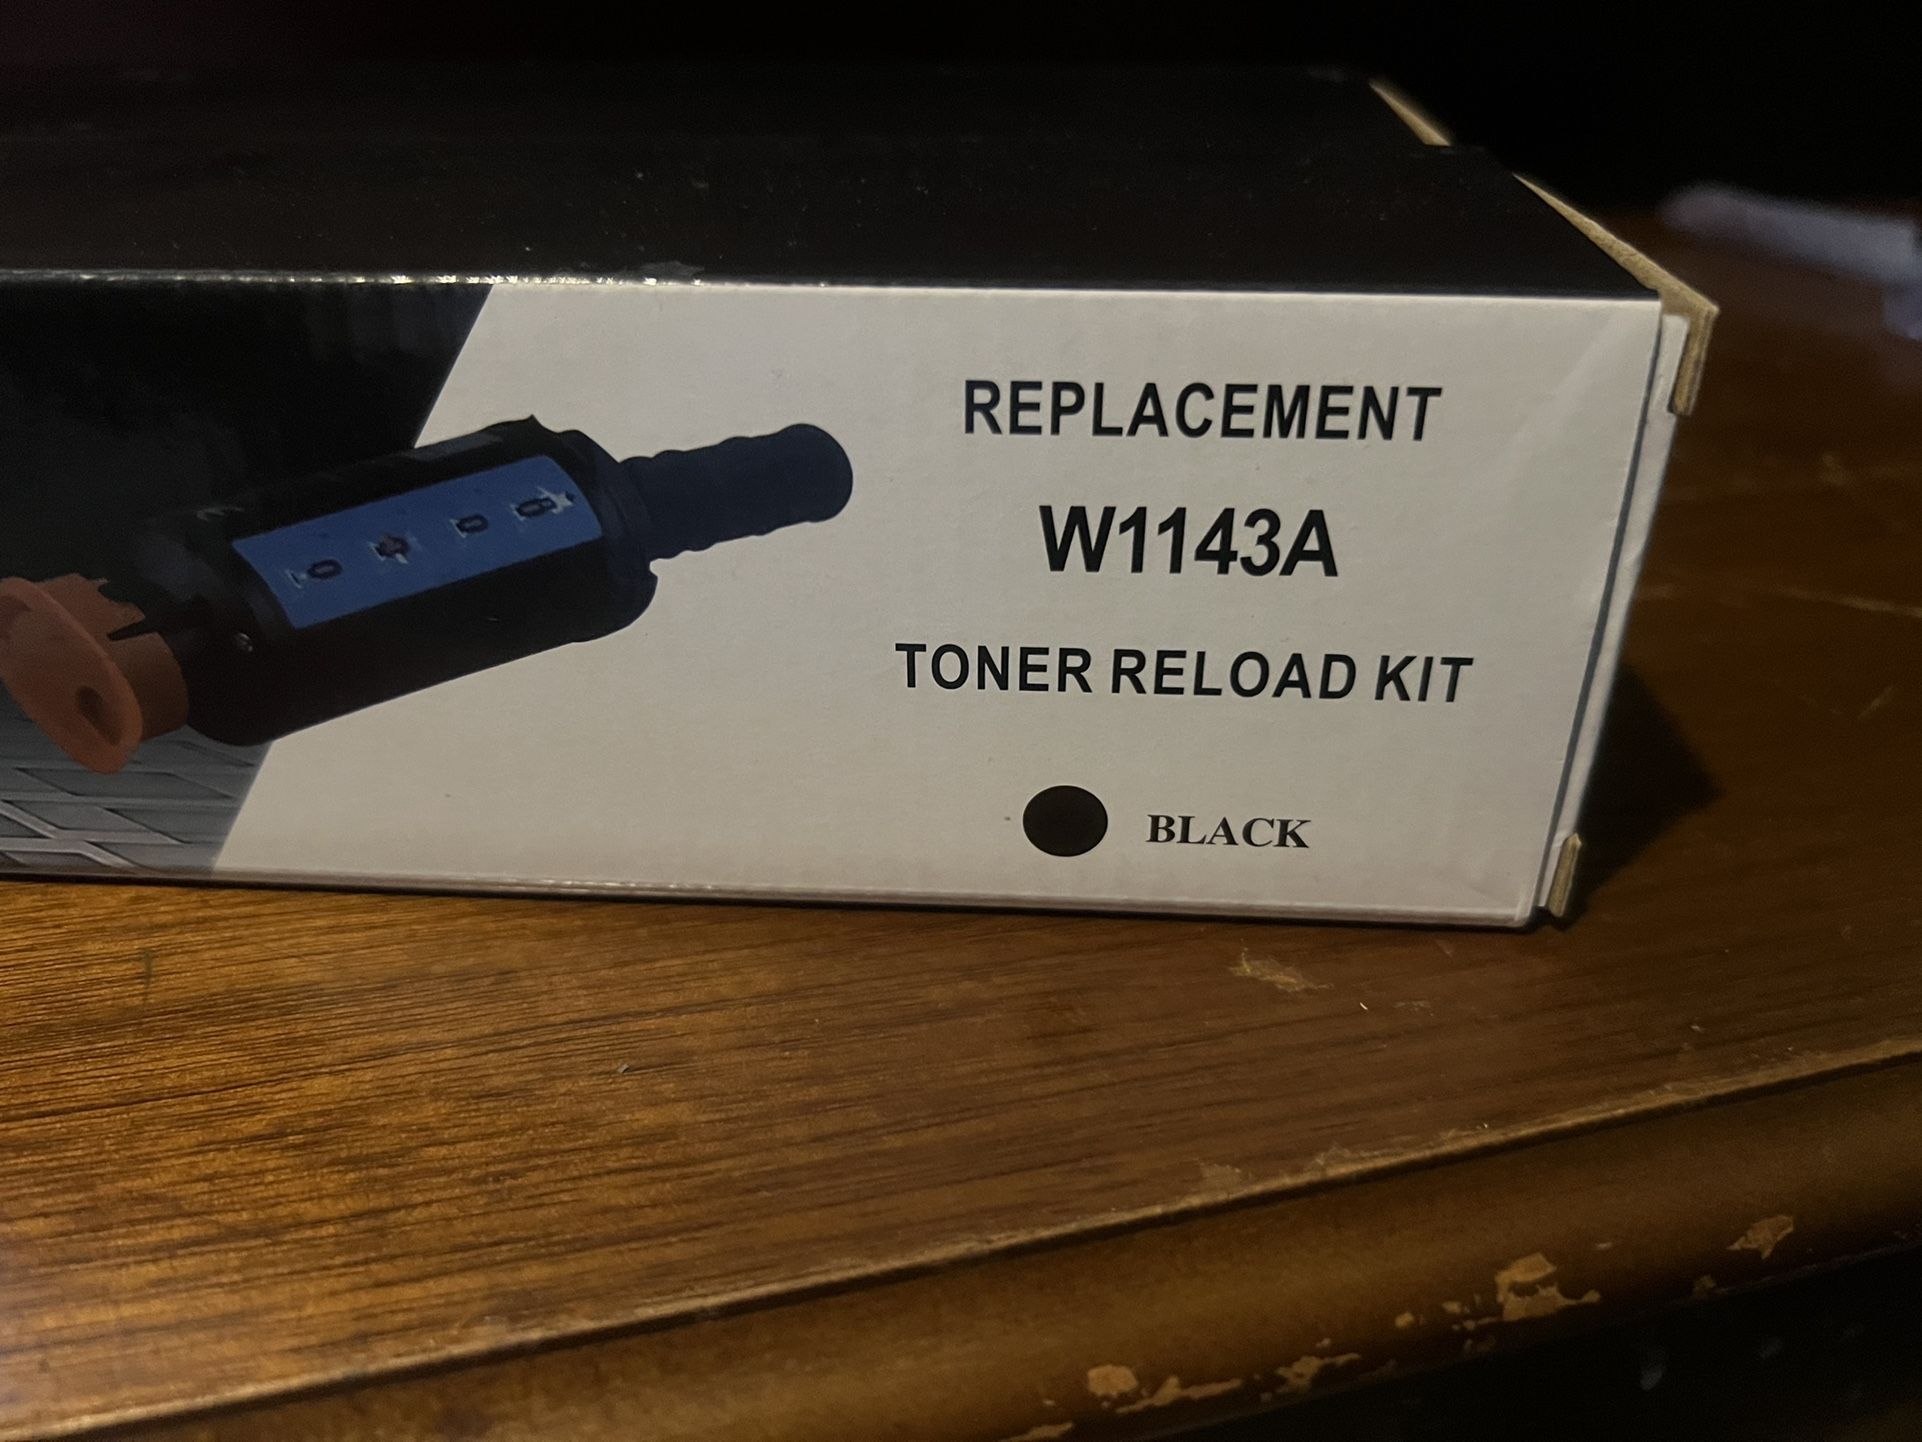 REPLACEMENT
W1143A
TONER RELOAD KIT
BLACK